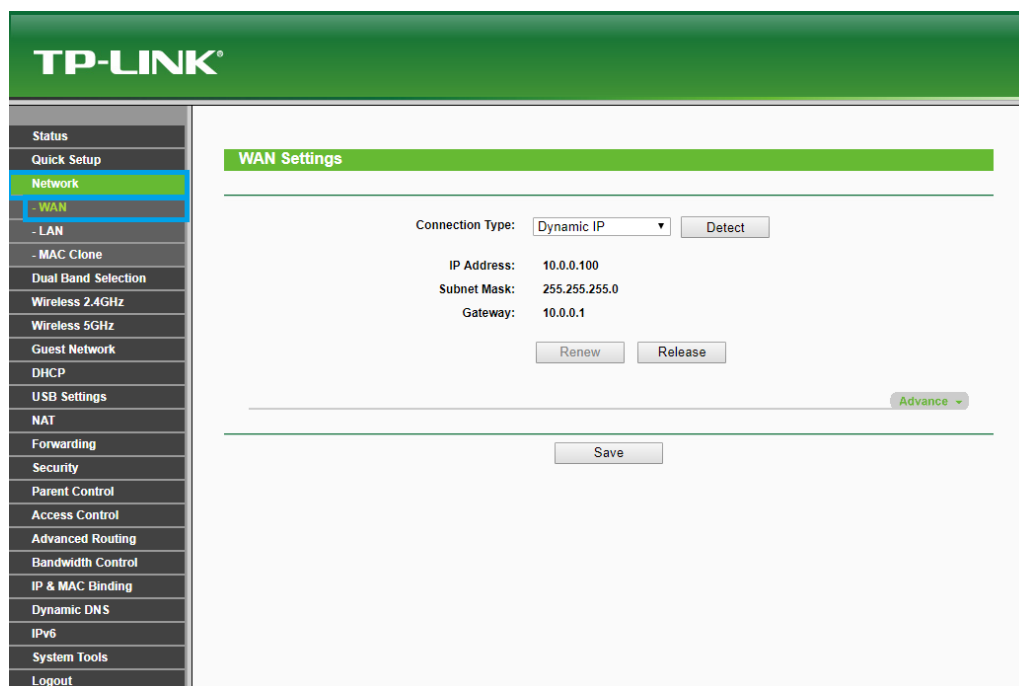 TP-LINK®
Status
Quick Setup
Network
- WAN
- LAN
- MAC Clone
Dual Band Selection
Wireless 2.4GHz
Wireless 5GHz
Guest Network
DHCP
USB Settings
NAT
Forwarding
Security
Parent Control
Access Control
Advanced Routing
Bandwidth Control
IP & MAC Binding
Dynamic DNS
IPv6
System Tools
Logout
WAN Settings
Connection Type: Dynamic IP Detect
IP Address: 10.0.0.100
Subnet Mask: 255.255.255.0
Gateway: 10.0.0.1
Renew Release
Advance
Save